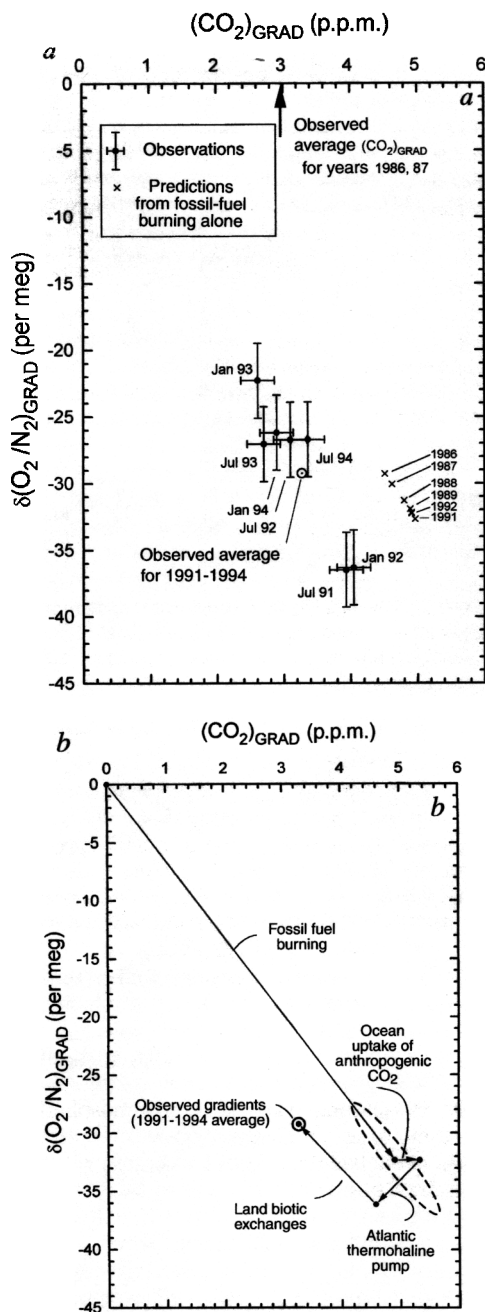 (CO2)GRAD (p.p.m.)
a
0 1 2 3 4 5 6
a
0
-5
-10
-15
-20
-25
-30
-35
-40
-45
δ(O2 /N2)GRAD (per meg)
Observed
average (CO2)GRAD
for years 1986, 87
Observations
Predictions
from fossil-fuel
burning alone
Jan 93
Jul 93
Jul 94
Jan 94
Jul 92
Observed average
for 1991-1994
Jan 92
Jul 91
1986
1987
1988
1989
1992
1991
b
(CO2)GRAD (p.p.m.)
0 1 2 3 4 5 6
b
0
-5
-10
-15
-20
-25
-30
-35
-40
-45
δ(O2/N2)GRAD (per meg)
Fossil fuel
burning
Ocean
uptake of
anthropogenic
CO2
Observed gradients
(1991-1994 average)
Land biotic
exchanges
Atlantic
thermohaline
pump